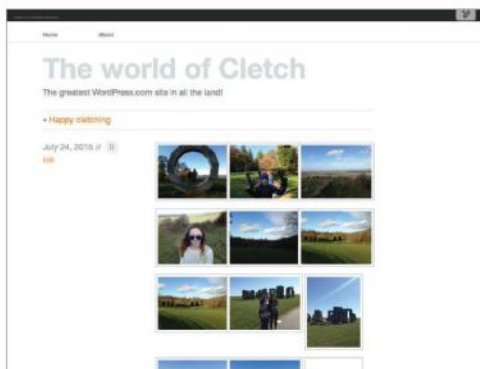 Home About
The world of Cletch
The greatest WordPress.com site in all the land!
« Happy cletching
July 24, 2015 // 0
Edit